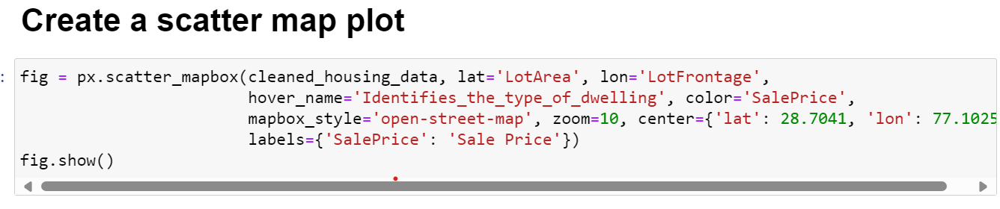 Create a scatter map plot
: fig = px.scatter_mapbox(cleaned_housing_data, lat='LotArea', lon='LotFrontage',
hover_name='Identifies_the_type_of_dwelling', color='SalePrice',
mapbox_style='open-street-map', zoom=10, center={'lat': 28.7041, 'lon': 77.1025
labels={'SalePrice': 'Sale Price'})
fig.show()